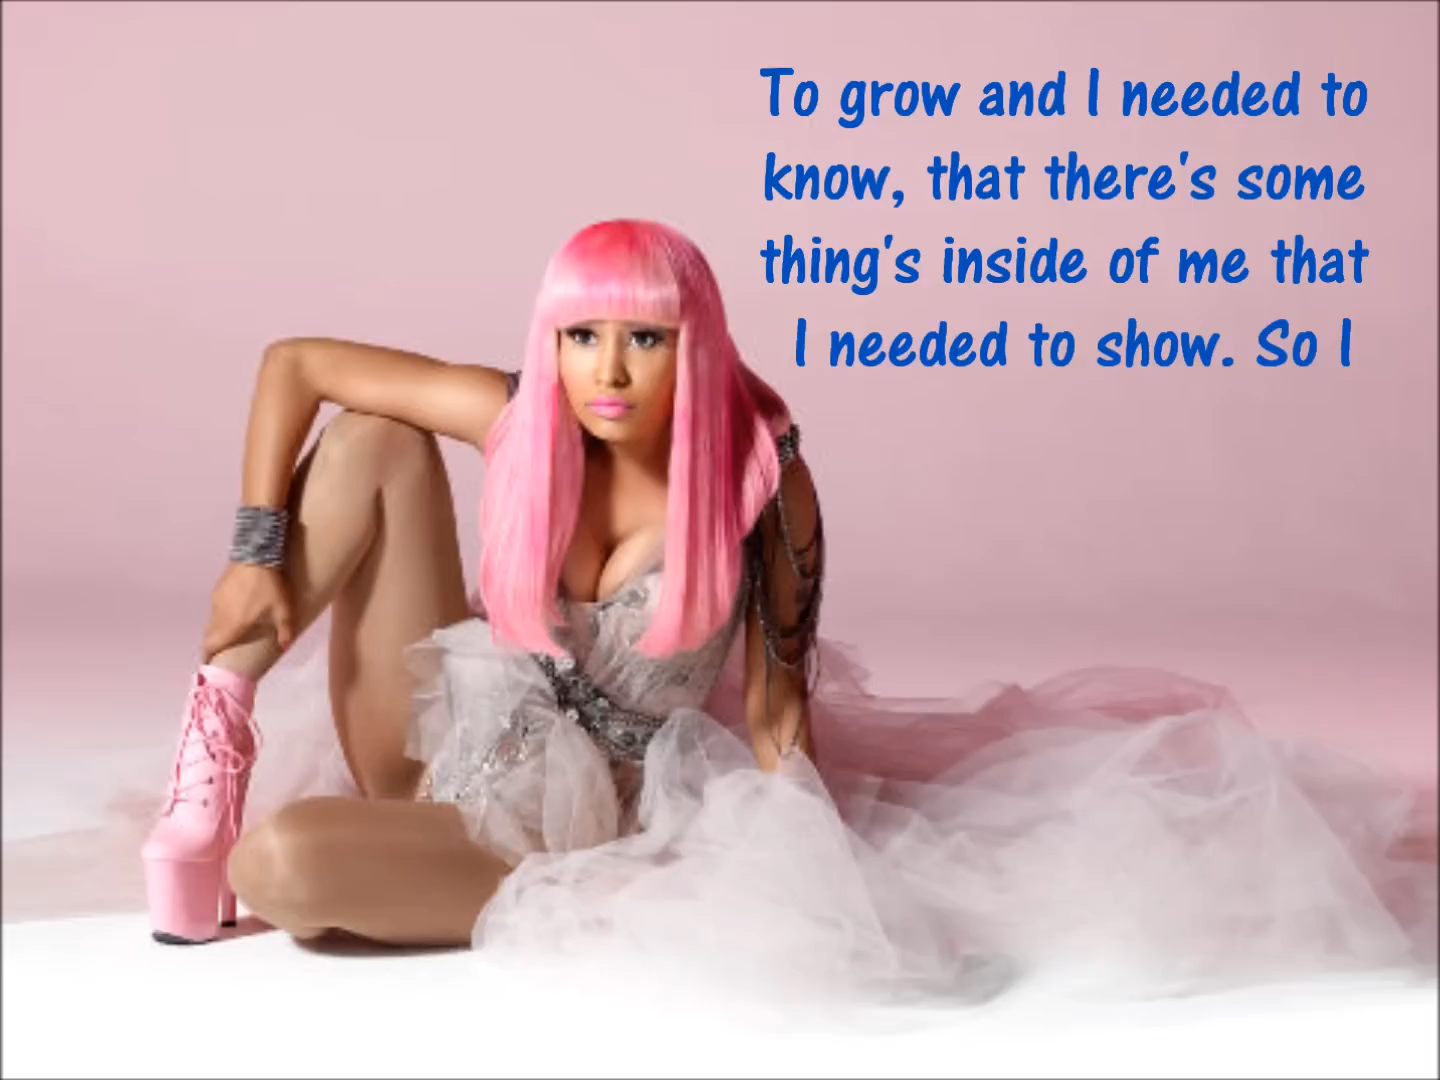 To grow and I needed to
know, that there's some
thing's inside of me that
I needed to show. So I